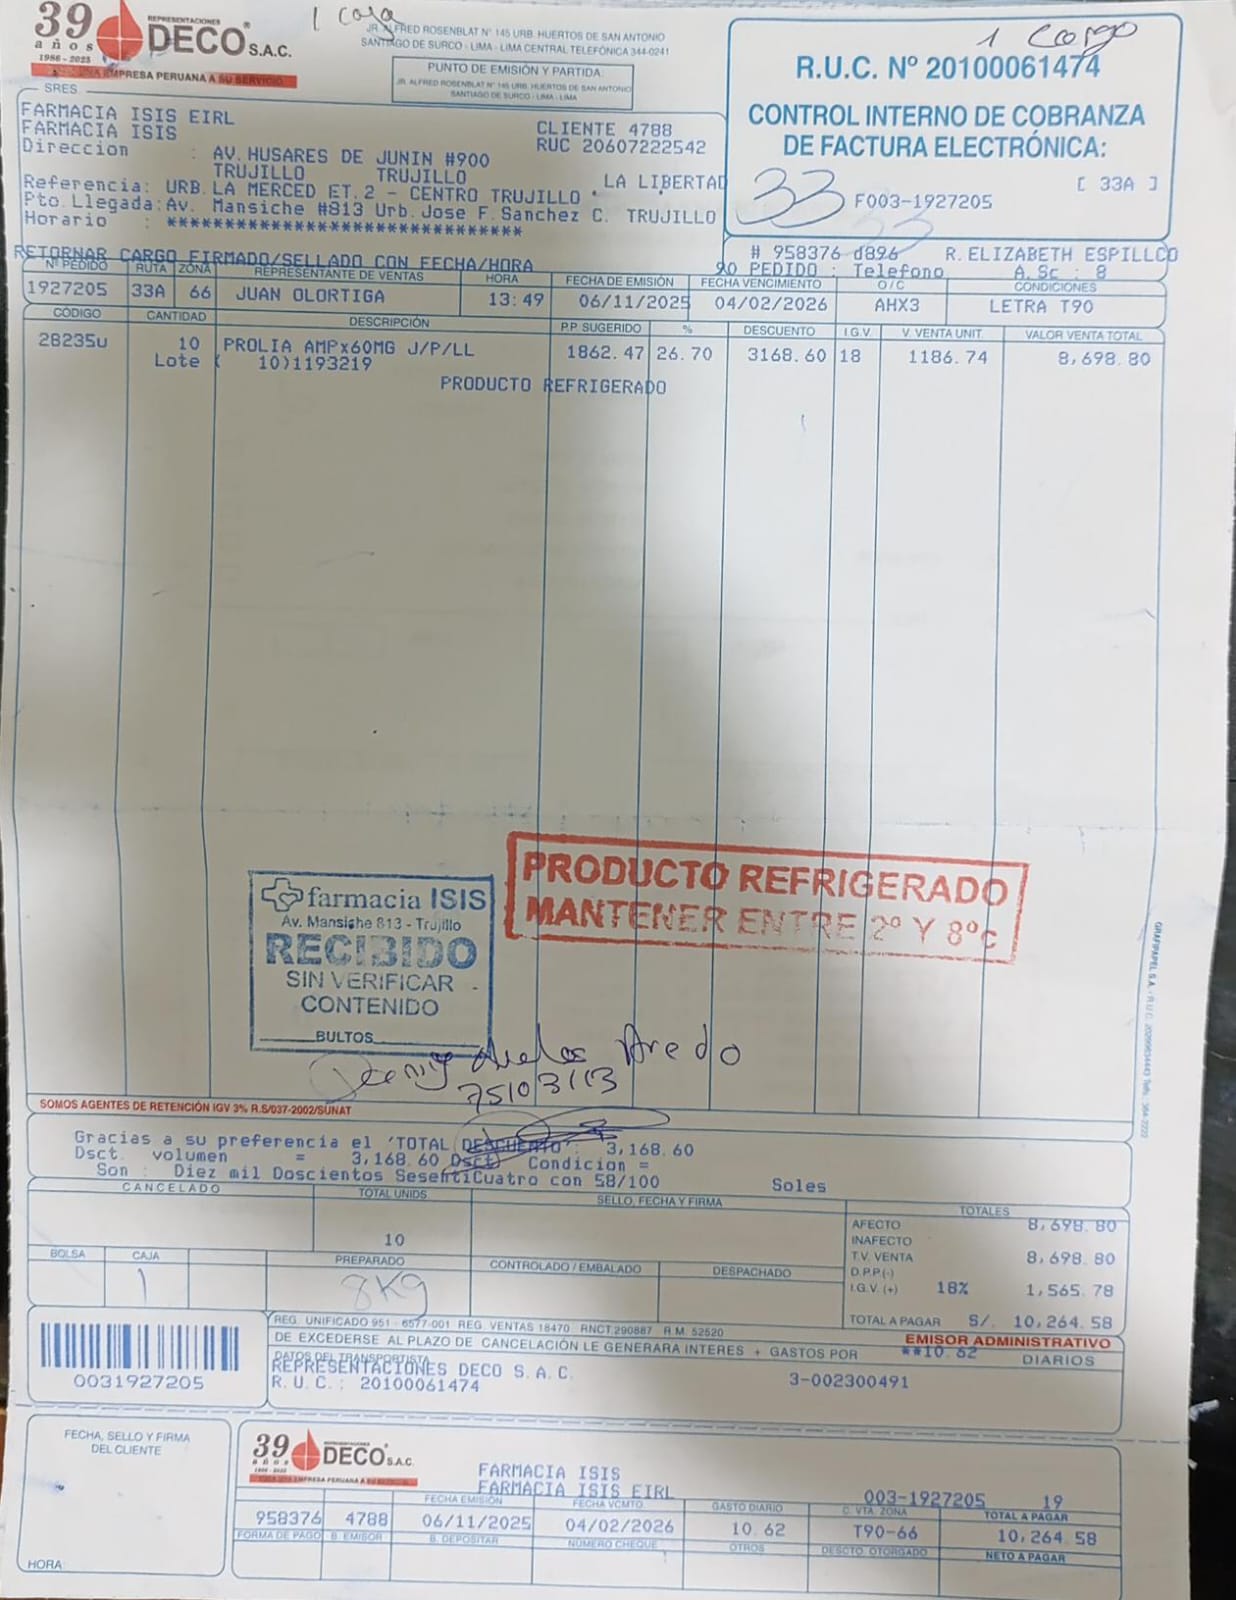 1 caja
1 cargo
39 años
1986 - 2025
REPRESENTACIONES
DECO S.A.C.
UNA EMPRESA PERUANA A SU SERVICIO
JR. ALFRED ROSENBLAT N° 145 URB. HUERTOS DE SAN ANTONIO
SANTIAGO DE SURCO - LIMA - LIMA CENTRAL TELEFÓNICA 344-0241
PUNTO DE EMISIÓN Y PARTIDA:
JR. ALFRED ROSENBLAT N° 145 URB. HUERTOS DE SAN ANTONIO
SANTIAGO DE SURCO - LIMA - LIMA
R.U.C. Nº 20100061474
CONTROL INTERNO DE COBRANZA
DE FACTURA ELECTRÓNICA:
[ 33A ]
33
F003-1927205
SRES.
FARMACIA ISIS EIRL
FARMACIA ISIS
CLIENTE 4788
RUC 20607222542
Direccion : AV. HUSARES DE JUNIN #900
TRUJILLO TRUJILLO LA LIBERTAD
Referencia: URB. LA MERCED ET. 2 - CENTRO TRUJILLO
Pto. Llegada: Av. Mansiche #813 Urb. Jose F. Sanchez C. TRUJILLO
Horario : *******************************
RETORNAR CARGO FIRMADO/SELLADO CON FECHA/HORA
# 958376 d896 R. ELIZABETH ESPILLCO
90 PEDIDO : Telefono A. Sc : 8
Nº PEDIDO RUTA ZONA REPRESENTANTE DE VENTAS HORA FECHA DE EMISIÓN FECHA VENCIMIENTO O/C CONDICIONES
1927205 33A 66 JUAN OLORTIGA 13:49 06/11/2025 04/02/2026 AHX3 LETRA T90
CÓDIGO CANTIDAD DESCRIPCIÓN P.P. SUGERIDO % DESCUENTO I.G.V. V. VENTA UNIT. VALOR VENTA TOTAL
28235u 10 PROLIA AMPx60MG J/P/LL 1862.47 26.70 3168.60 18 1186.74 8,698.80
Lote ( 10)1193219
PRODUCTO REFRIGERADO
PRODUCTO REFRIGERADO
MANTENER ENTRE 2º Y 8ºc
farmacia ISIS
Av. Mansiche 813 - Trujillo
RECIBIDO
SIN VERIFICAR
CONTENIDO
BULTOS
Aredo
75103113
GRAFIPAPEL S.A.
SOMOS AGENTES DE RETENCIÓN IGV 3% R.S/037-2002/SUNAT
Gracias a su preferencia el 'TOTAL DESCUENTO': 3,168.60
Dsct. volumen = 3,168.60 Dsct Condicion =
Son : Diez mil Doscientos SesentiCuatro con 58/100 Soles
CANCELADO TOTAL UNIDS SELLO, FECHA Y FIRMA TOTALES
10
AFECTO 8,698.80
INAFECTO
T.V. VENTA 8,698.80
D.P.P.(-)
I.G.V. (+) 18% 1,565.78
TOTAL A PAGAR S/. 10,264.58
BOLSA CAJA PREPARADO CONTROLADO / EMBALADO DESPACHADO
1 8Kg
REG. UNIFICADO 951 - 6577-001 REG. VENTAS 18470 RNCT.290887 R.M. 52520
EMISOR ADMINISTRATIVO
DE EXCEDERSE AL PLAZO DE CANCELACIÓN LE GENERARA INTERES + GASTOS POR **10.62 DIARIOS
DATOS DEL TRANSPORTISTA
REPRESENTACIONES DECO S.A.C.
R.U.C.: 20100061474
3-002300491
0031927205
FECHA, SELLO Y FIRMA
DEL CLIENTE
HORA:
39 años
1986 - 2025
REPRESENTACIONES
DECO S.A.C.
UNA EMPRESA PERUANA A SU SERVICIO
FARMACIA ISIS
FARMACIA ISIS EIRL
003-1927205 19
FECHA EMISIÓN FECHA VCMTO. GASTO DIARIO C. VTA. ZONA TOTAL A PAGAR
958376 4788 06/11/2025 04/02/2026 10.62 T90-66 10,264.58
FORMA DE PAGO B. EMISOR B. DEPOSITAR NÚMERO CHEQUE OTROS DESCTO. OTORGADO NETO A PAGAR